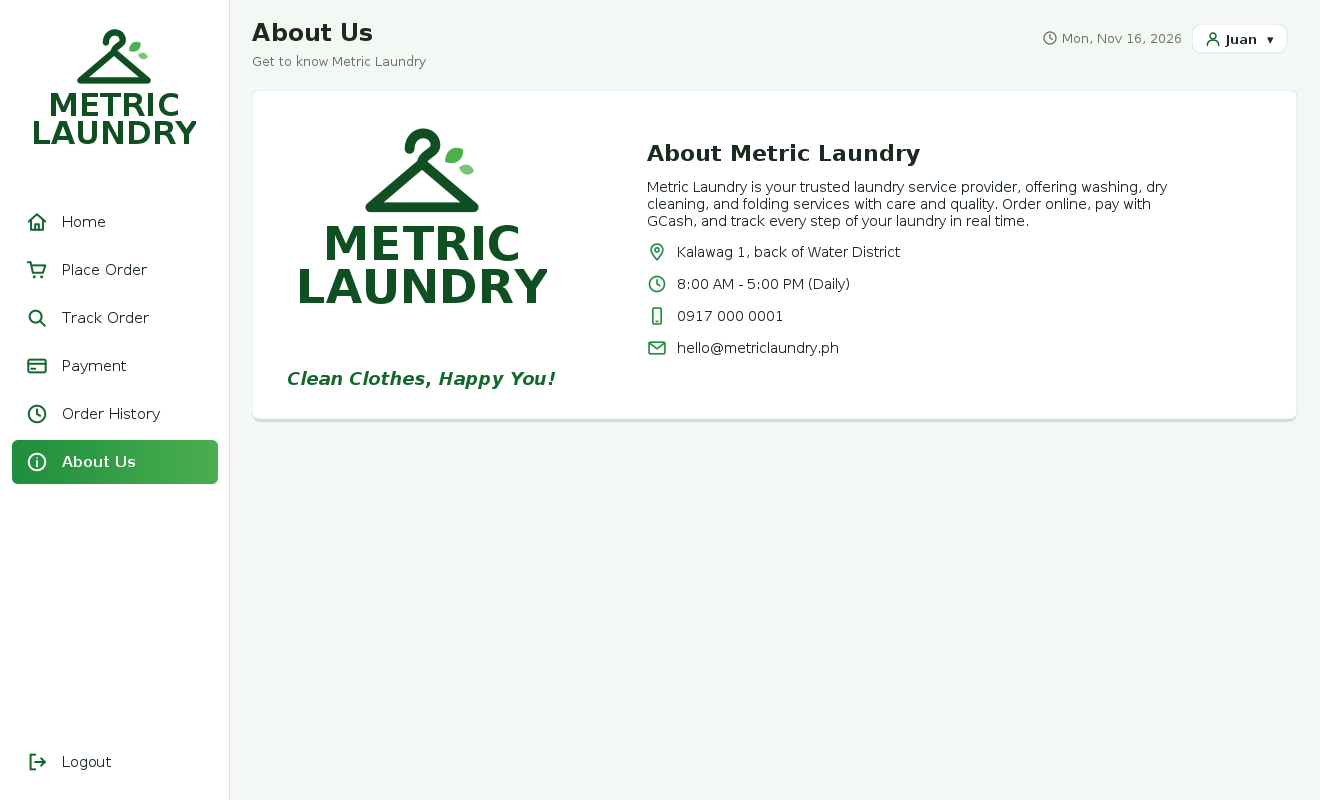 METRIC
LAUNDRY
Home
Place Order
Track Order
Payment
Order History
About Us
Logout
About Us
Get to know Metric Laundry
Mon, Nov 16, 2026
Juan ▾
METRIC
LAUNDRY
Clean Clothes, Happy You!
About Metric Laundry
Metric Laundry is your trusted laundry service provider, offering washing, dry
cleaning, and folding services with care and quality. Order online, pay with
GCash, and track every step of your laundry in real time.
Kalawag 1, back of Water District
8:00 AM - 5:00 PM (Daily)
0917 000 0001
hello@metriclaundry.ph